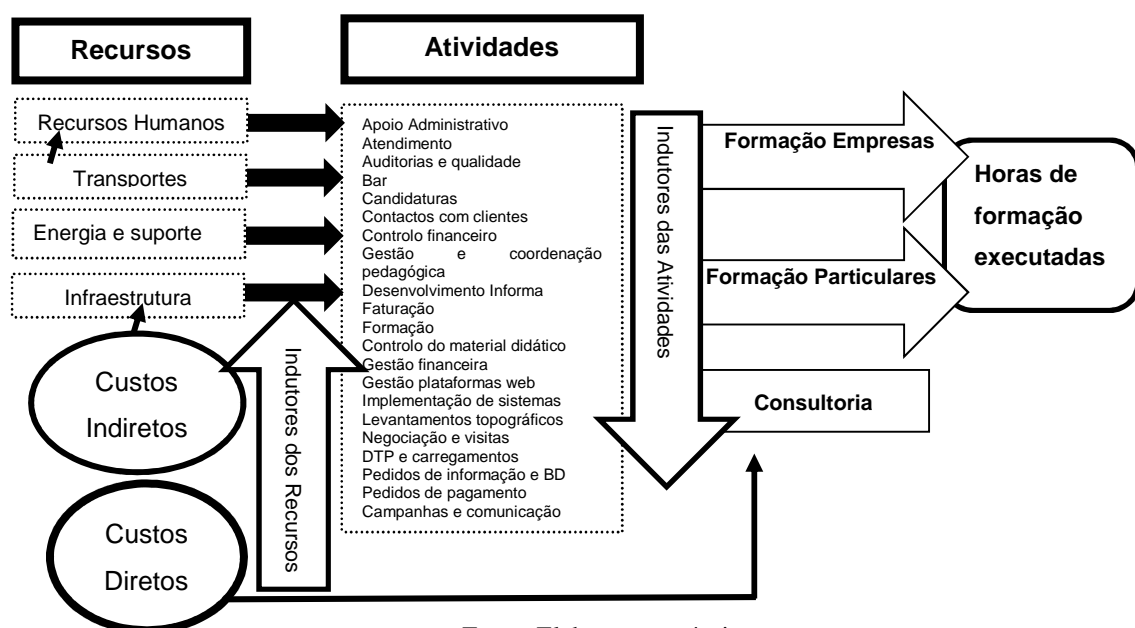 Recursos
Atividades
Recursos Humanos
Transportes
Energia e suporte
Infraestrutura
Custos
Indiretos
Custos
Diretos
Indutores dos Recursos
Apoio Administrativo
Atendimento
Auditorias e qualidade
Bar
Candidaturas
Contactos com clientes
Controlo financeiro
Gestão e coordenação
pedagógica
Desenvolvimento Informa
Faturação
Formação
Controlo do material didático
Gestão financeira
Gestão plataformas web
Implementação de sistemas
Levantamentos topográficos
Negociação e visitas
DTP e carregamentos
Pedidos de informação e BD
Pedidos de pagamento
Campanhas e comunicação
Indutores das Atividades
Formação Empresas
Formação Particulares
Consultoria
Horas de
formação
executadas